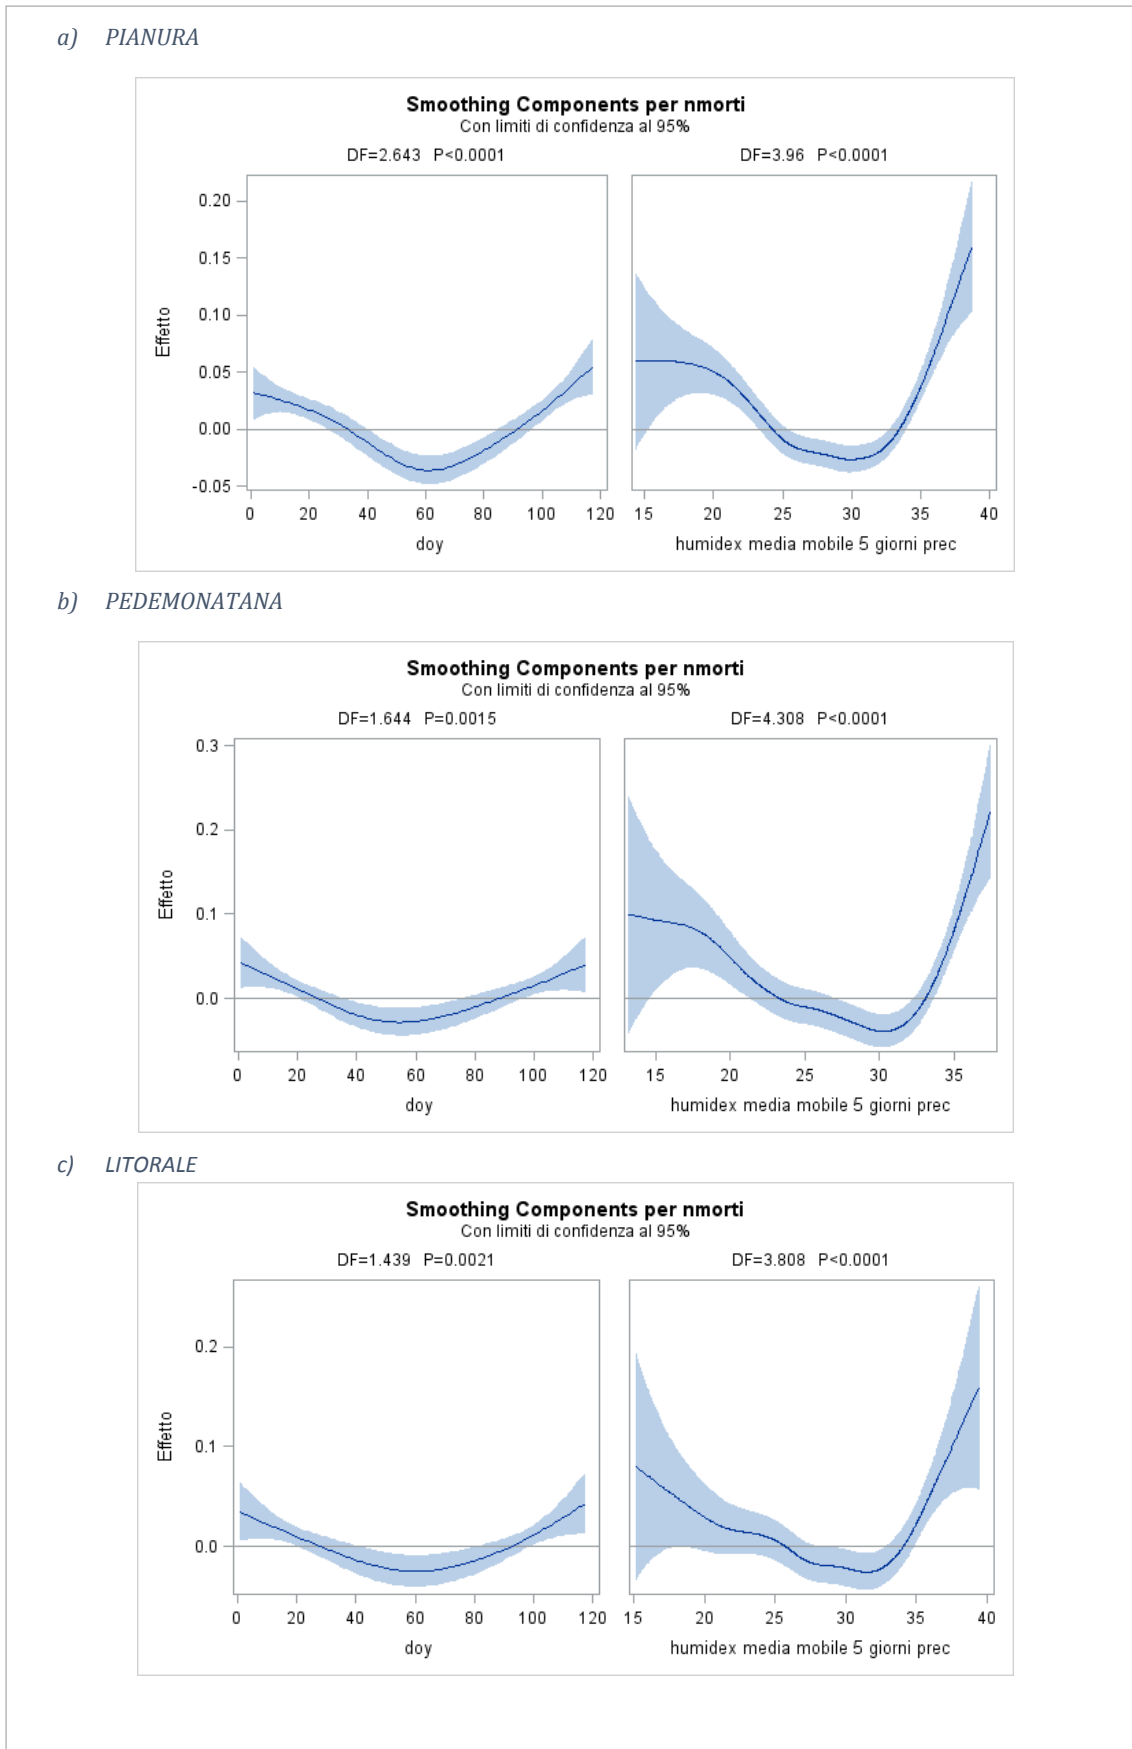 a) PIANURA
Smoothing Components per nmorti
Con limiti di confidenza al 95%
DF=2.643 P<0.0001 DF=3.96 P<0.0001
0.20
0.15
0.10
0.05
0.00
-0.05
Effetto
0 20 40 60 80 100 120 15 20 25 30 35 40
doy humidex media mobile 5 giorni prec
b) PEDEMONATANA
Smoothing Components per nmorti
Con limiti di confidenza al 95%
DF=1.644 P=0.0015 DF=4.308 P<0.0001
0.3
0.2
0.1
0.0
Effetto
0 20 40 60 80 100 120 15 20 25 30 35
doy humidex media mobile 5 giorni prec
c) LITORALE
Smoothing Components per nmorti
Con limiti di confidenza al 95%
DF=1.439 P=0.0021 DF=3.808 P<0.0001
0.2
0.1
0.0
Effetto
0 20 40 60 80 100 120 15 20 25 30 35 40
doy humidex media mobile 5 giorni prec